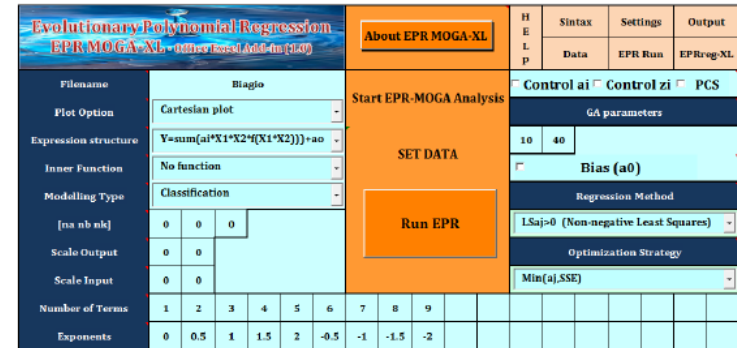 Evolutionary Polynomial Regression
EPR MOGA-XL - Office Excel Add-in (1.0)
About EPR MOGA-XL
HELP
Sintax Settings Output
Data EPR Run EPRreg-XL
Filename Biagio
Plot Option Cartesian plot
Expression structure Y=sum(ai*X1*X2*f(X1*X2)))+ao
Inner Function No function
Modelling Type Classification
[na nb nk] 0 0 0
Scale Output 0 0
Scale Input 0 0
Start EPR-MOGA Analysis
SET DATA
Run EPR
Control ai Control zi PCS
GA parameters
10 40
Bias (a0)
Regression Method
LSaj>0 (Non-negative Least Squares)
Optimization Strategy
Min(aj,SSE)
Number of Terms 1 2 3 4 5 6 7 8 9
Exponents 0 0.5 1 1.5 2 -0.5 -1 -1.5 -2